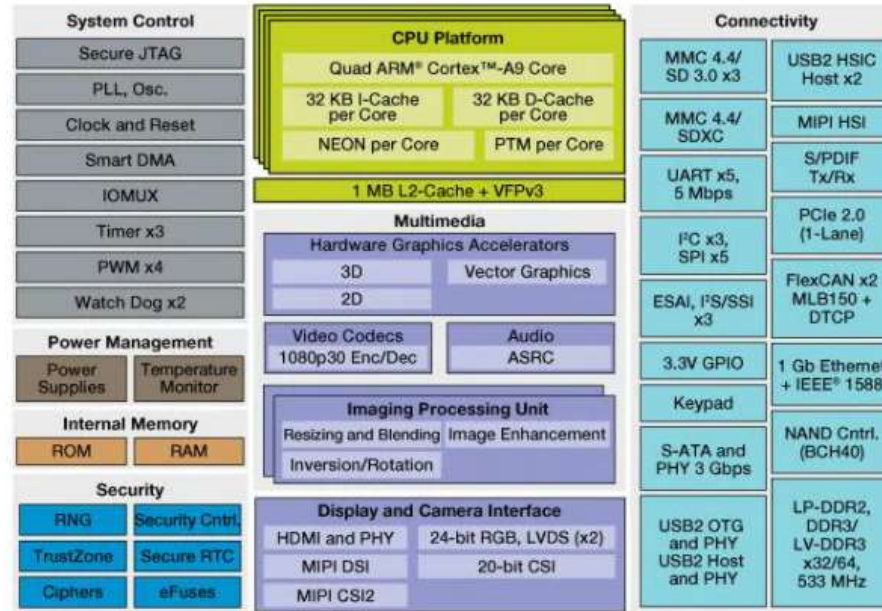 System Control
Secure JTAG
PLL, Osc.
Clock and Reset
Smart DMA
IOMUX
Timer x3
PWM x4
Watch Dog x2
Power Management
Power
Supplies
Temperature
Monitor
Internal Memory
ROM
RAM
Security
RNG
Security Cntrl.
TrustZone
Secure RTC
Ciphers
eFuses
CPU Platform
Quad ARM® Cortex™-A9 Core
32 KB I-Cache
per Core
32 KB D-Cache
per Core
NEON per Core
PTM per Core
1 MB L2-Cache + VFPv3
Multimedia
Hardware Graphics Accelerators
3D
Vector Graphics
2D
Video Codecs
1080p30 Enc/Dec
Audio
ASRC
Imaging Processing Unit
Resizing and Blending
Image Enhancement
Inversion/Rotation
Display and Camera Interface
HDMI and PHY
24-bit RGB, LVDS (x2)
MIPI DSI
20-bit CSI
MIPI CSI2
Connectivity
MMC 4.4/
SD 3.0 x3
MMC 4.4/
SDXC
UART x5,
5 Mbps
I²C x3,
SPI x5
ESAI, I²S/SSI
x3
3.3V GPIO
Keypad
S-ATA and
PHY 3 Gbps
USB2 OTG
and PHY
USB2 Host
and PHY
USB2 HSIC
Host x2
MIPI HSI
S/PDIF
Tx/Rx
PCIe 2.0
(1-Lane)
FlexCAN x2
MLB150 +
DTCP
1 Gb Ethernet
+ IEEE® 1588
NAND Cntrl.
(BCH40)
LP-DDR2,
DDR3/
LV-DDR3
x32/64,
533 MHz